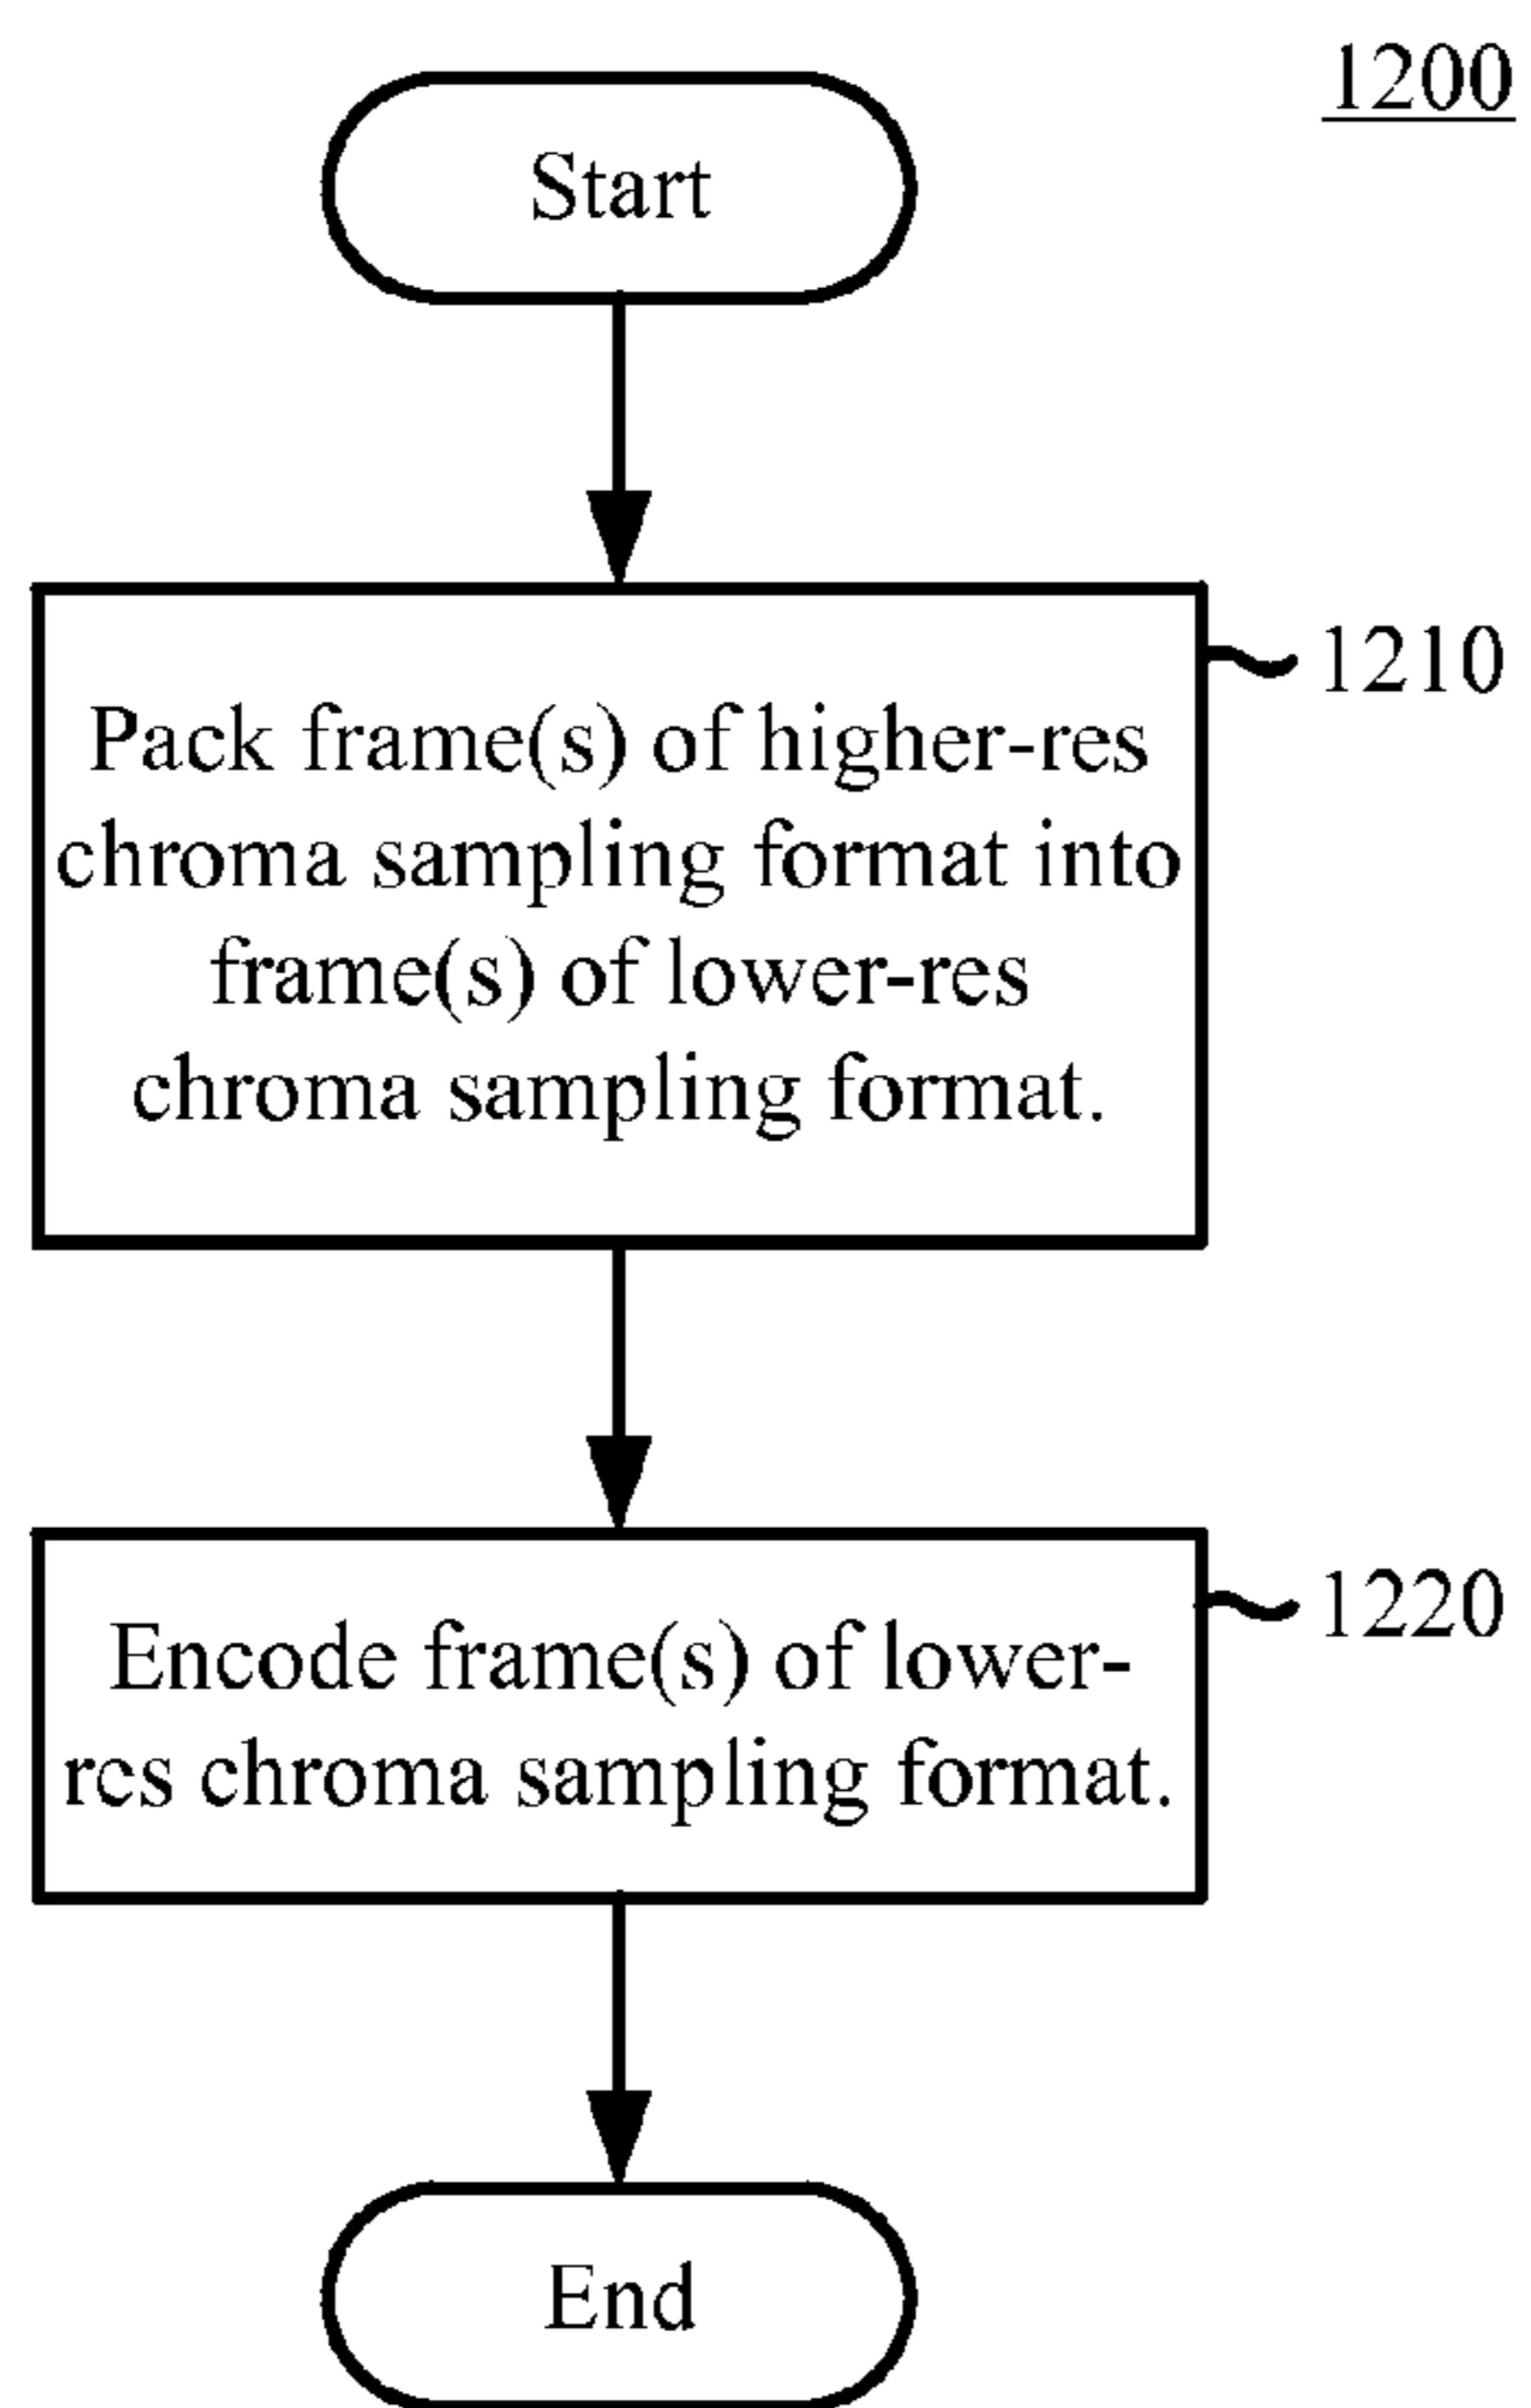 1200
Start
1210
Pack frame(s) of higher-res
chroma sampling format into
frame(s) of lower-res
chroma sampling format.
1220
Encode frame(s) of lower-
res chroma sampling format.
End